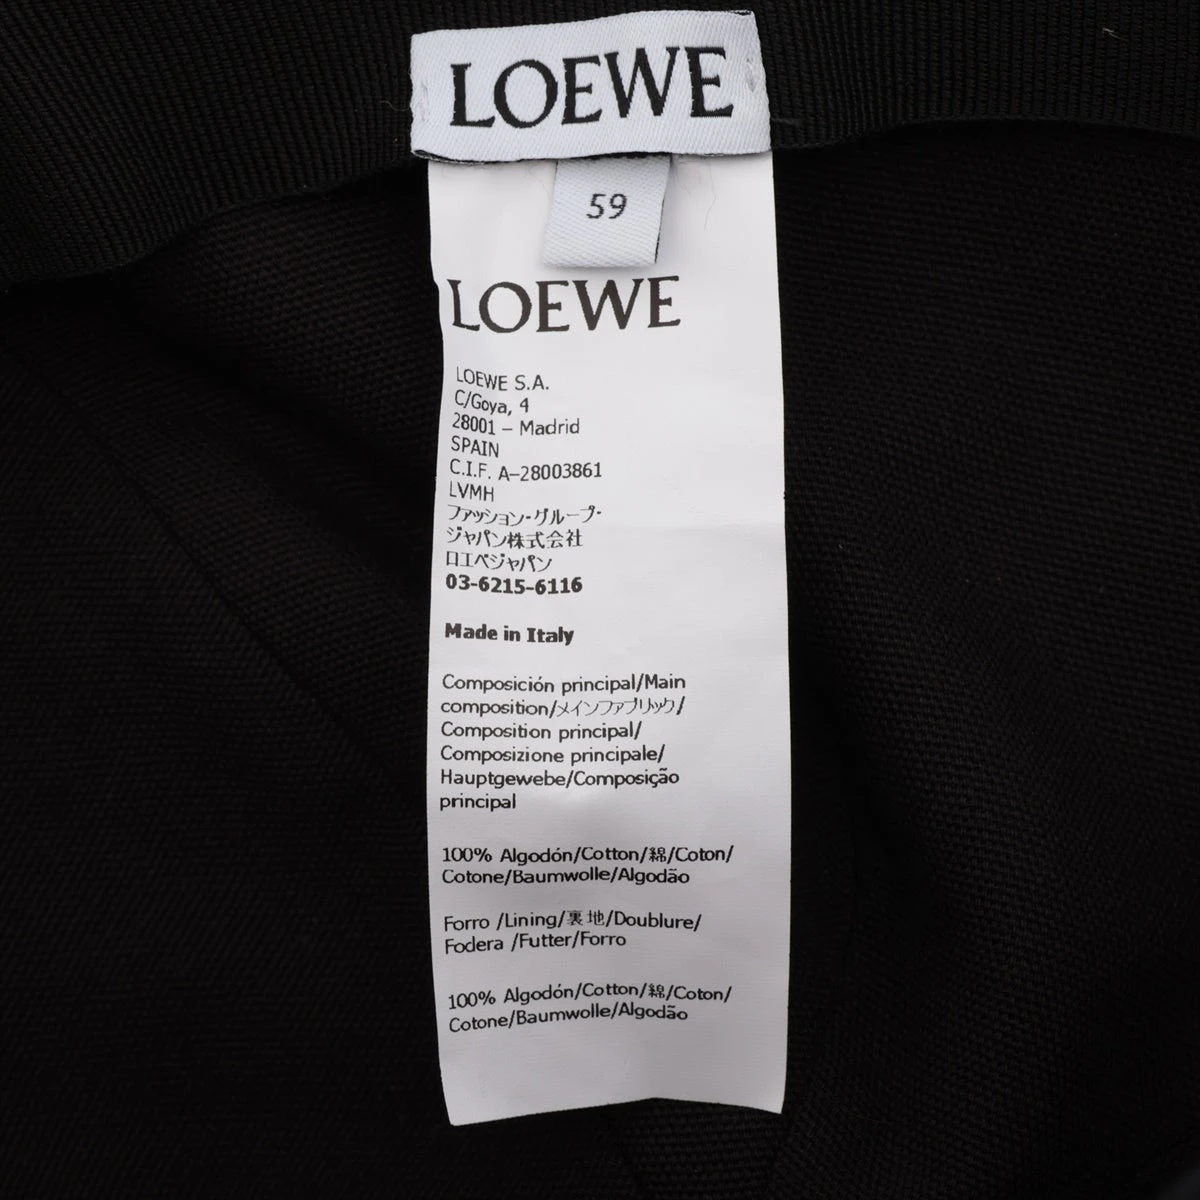 LOEWE
59
LOEWE
LOEWE S.A.
C/Goya, 4
28001 – Madrid
SPAIN
C.I.F. A-28003861
LVMH
ファッション・グループ・
ジャパン株式会社
ロエベジャパン
03-6215-6116
Made in Italy
Composición principal/Main
composition/メインファブリック/
Composition principal/
Composizione principale/
Hauptgewebe/Composição
principal
100% Algodón/Cotton/綿/Coton/
Cotone/Baumwolle/Algodão
Forro /Lining/裏地/Doublure/
Fodera /Futter/Forro
100% Algodón/Cotton/綿/Coton/
Cotone/Baumwolle/Algodão